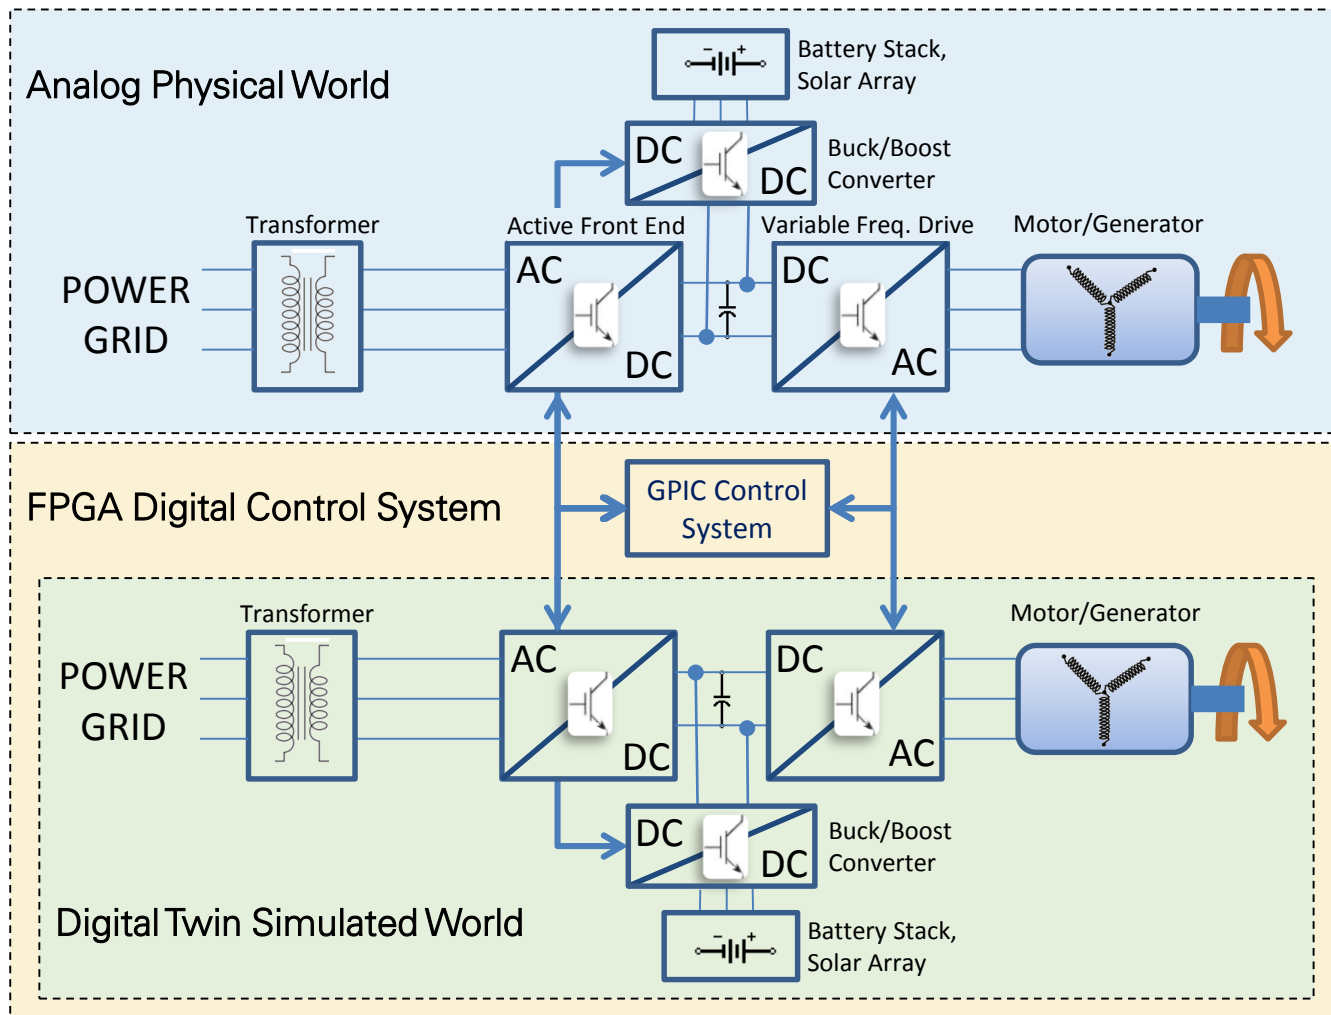 Analog Physical World
− +
Battery Stack,
Solar Array
DC
DC
Buck/Boost
Converter
Transformer
Active Front End
Variable Freq. Drive
Motor/Generator
POWER
GRID
AC
DC
DC
AC
FPGA Digital Control System
GPIC Control
System
Transformer
Motor/Generator
POWER
GRID
AC
DC
DC
AC
DC
DC
Buck/Boost
Converter
Digital Twin Simulated World
− +
Battery Stack,
Solar Array